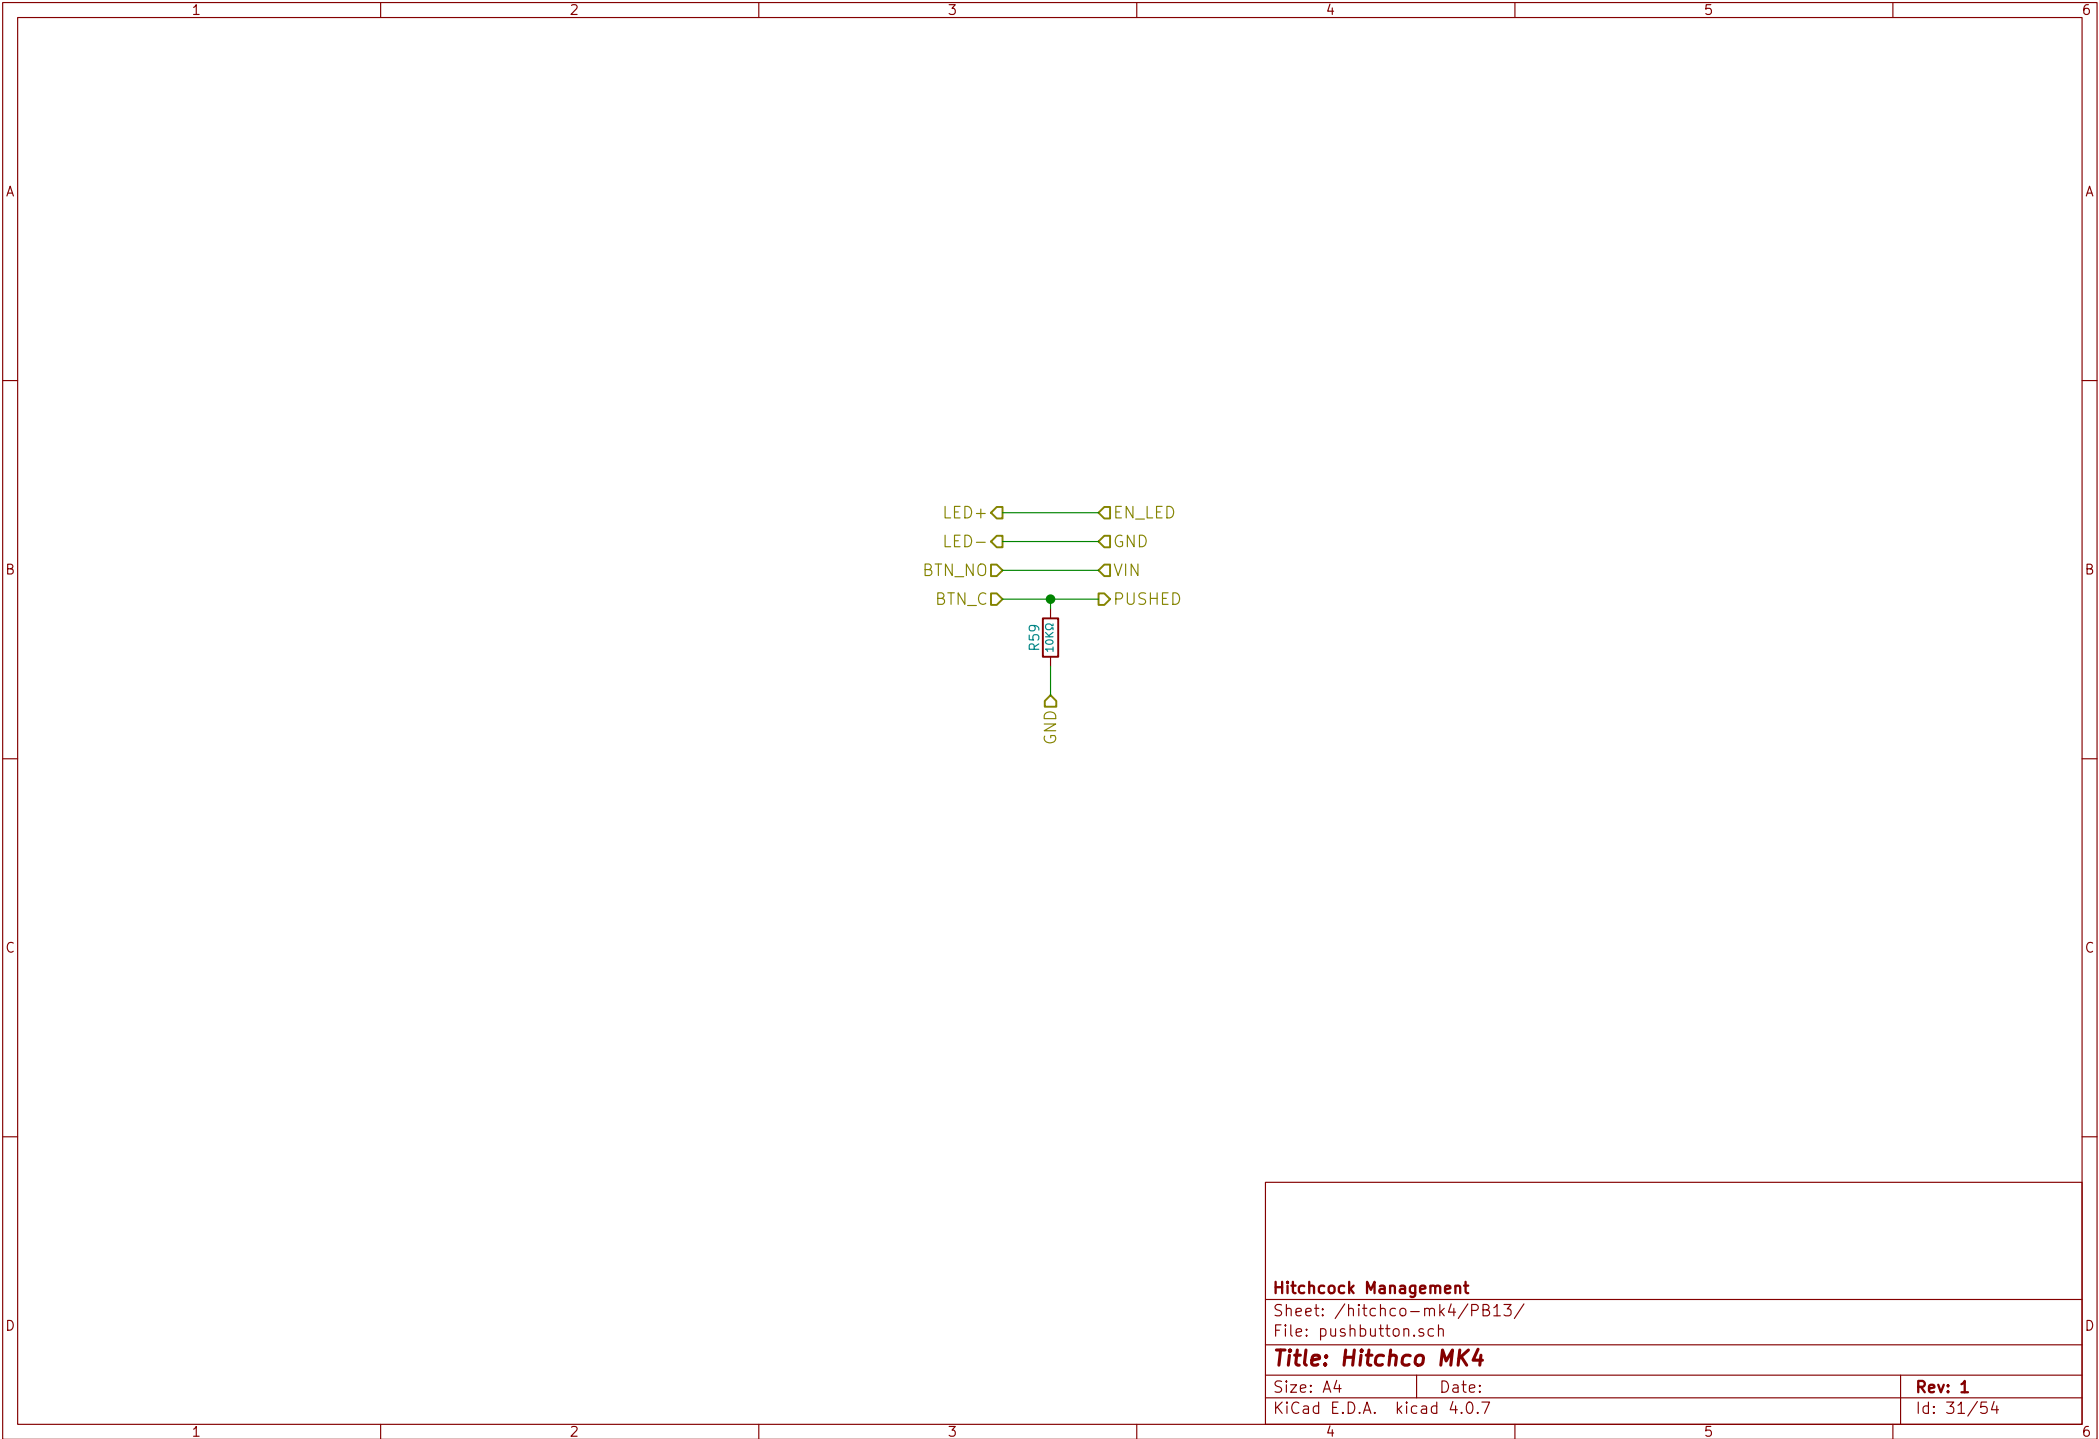 1 2 3 4 5 6
A A
LED+ EN_LED
LED- GND
B BTN_NO VIN B
BTN_C PUSHED
R59
10KΩ
GND
C C
Hitchcock Management
Sheet: /hitchco-mk4/PB13/
D File: pushbutton.sch D
Title: Hitchco MK4
Size: A4 Date: Rev: 1
KiCad E.D.A. kicad 4.0.7 Id: 31/54
1 2 3 4 5 6